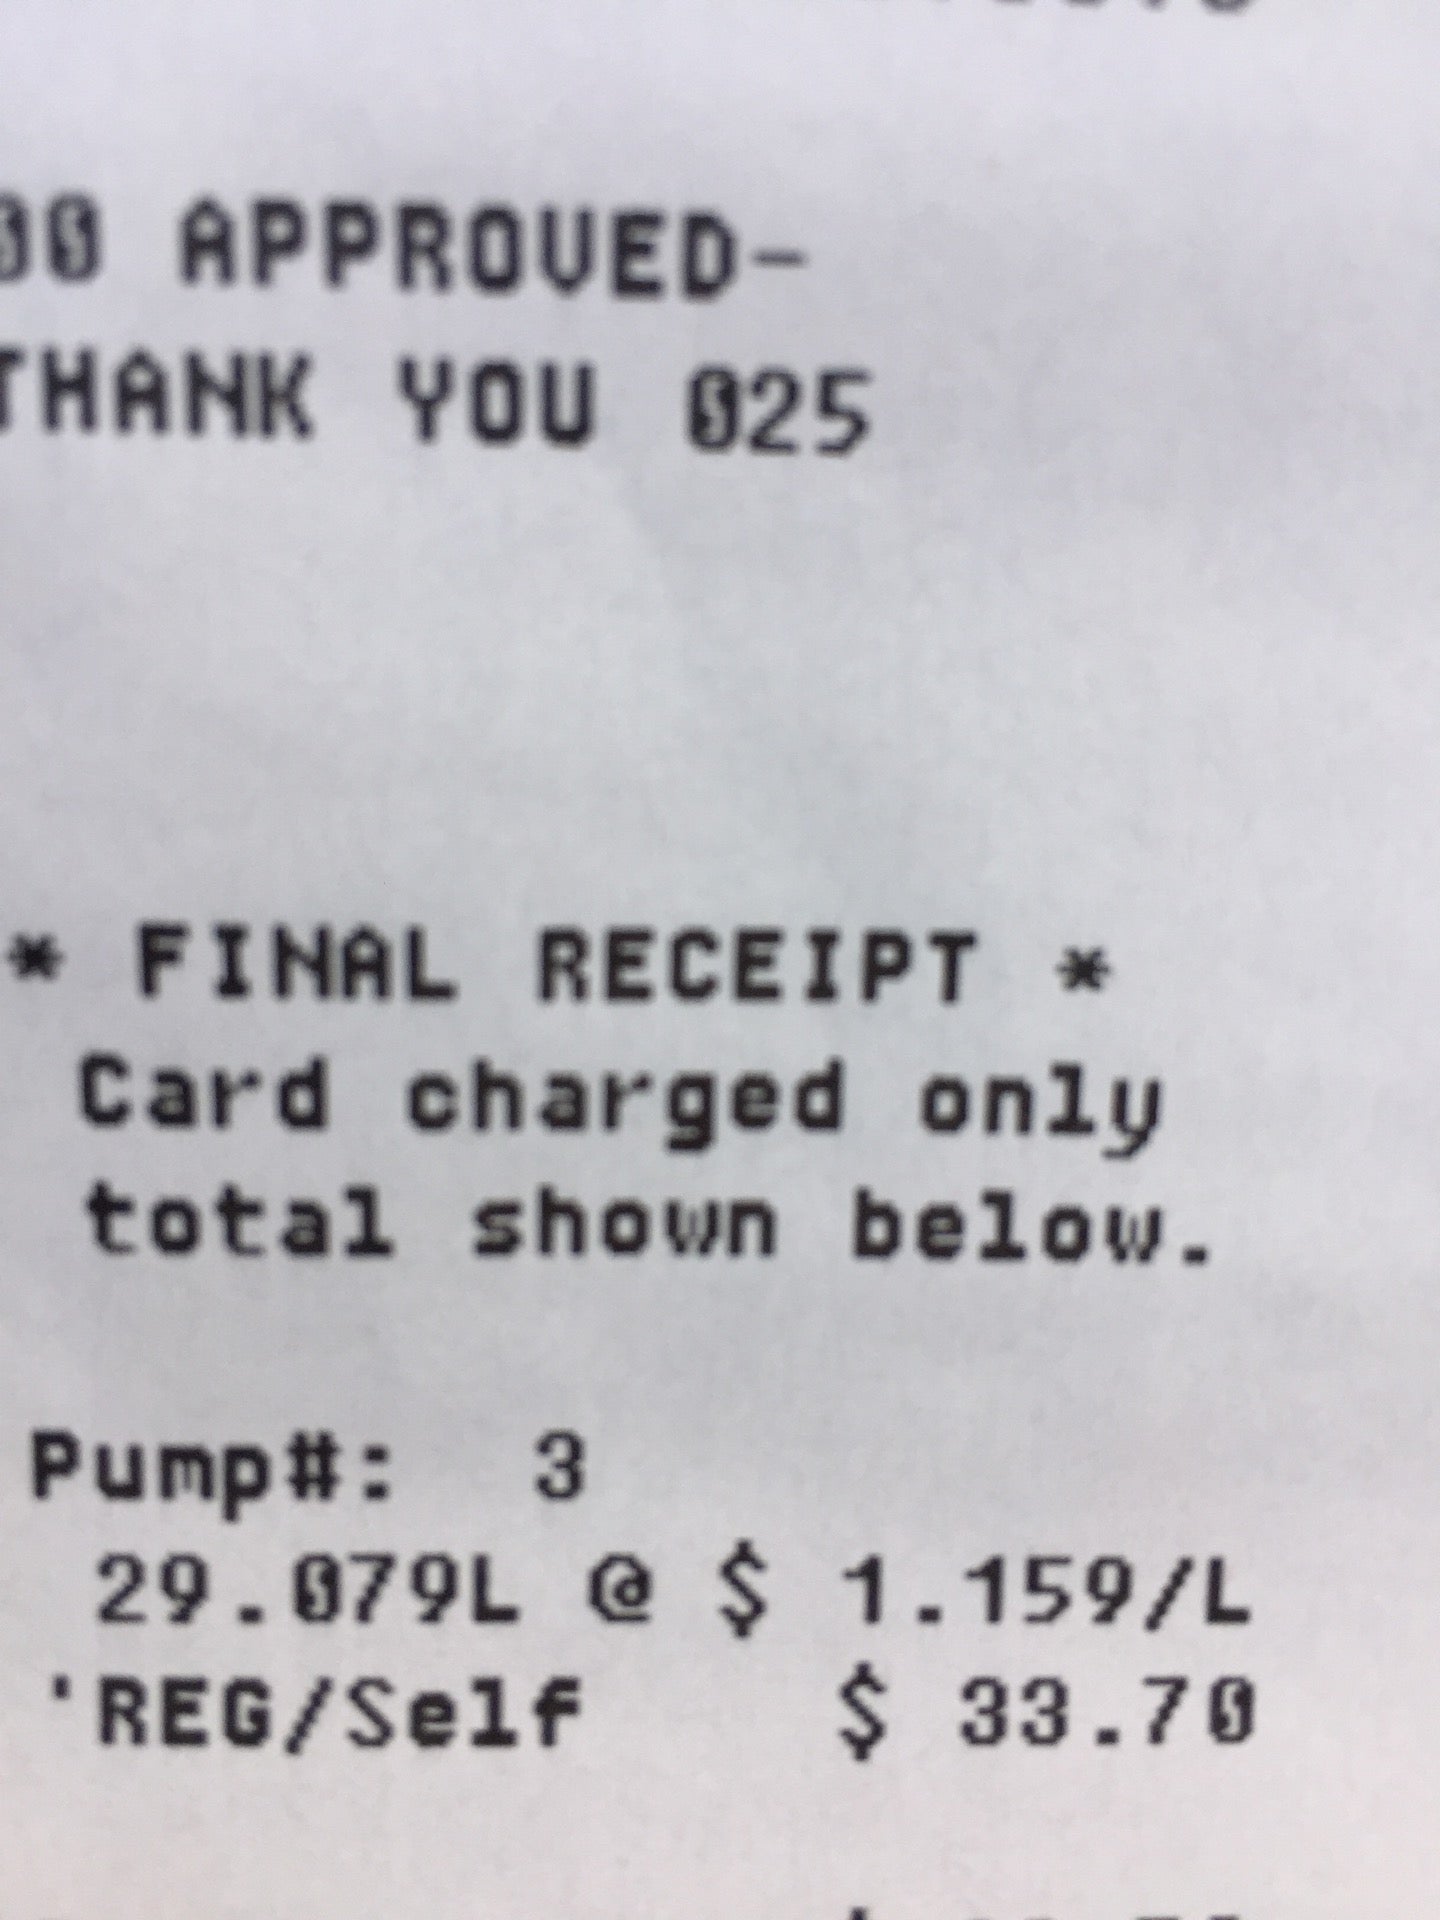 00 APPROVED-
THANK YOU 025
* FINAL RECEIPT *
Card charged only
total shown below.
Pump#: 3
29.079L @ $ 1.159/L
'REG/Self $ 33.70